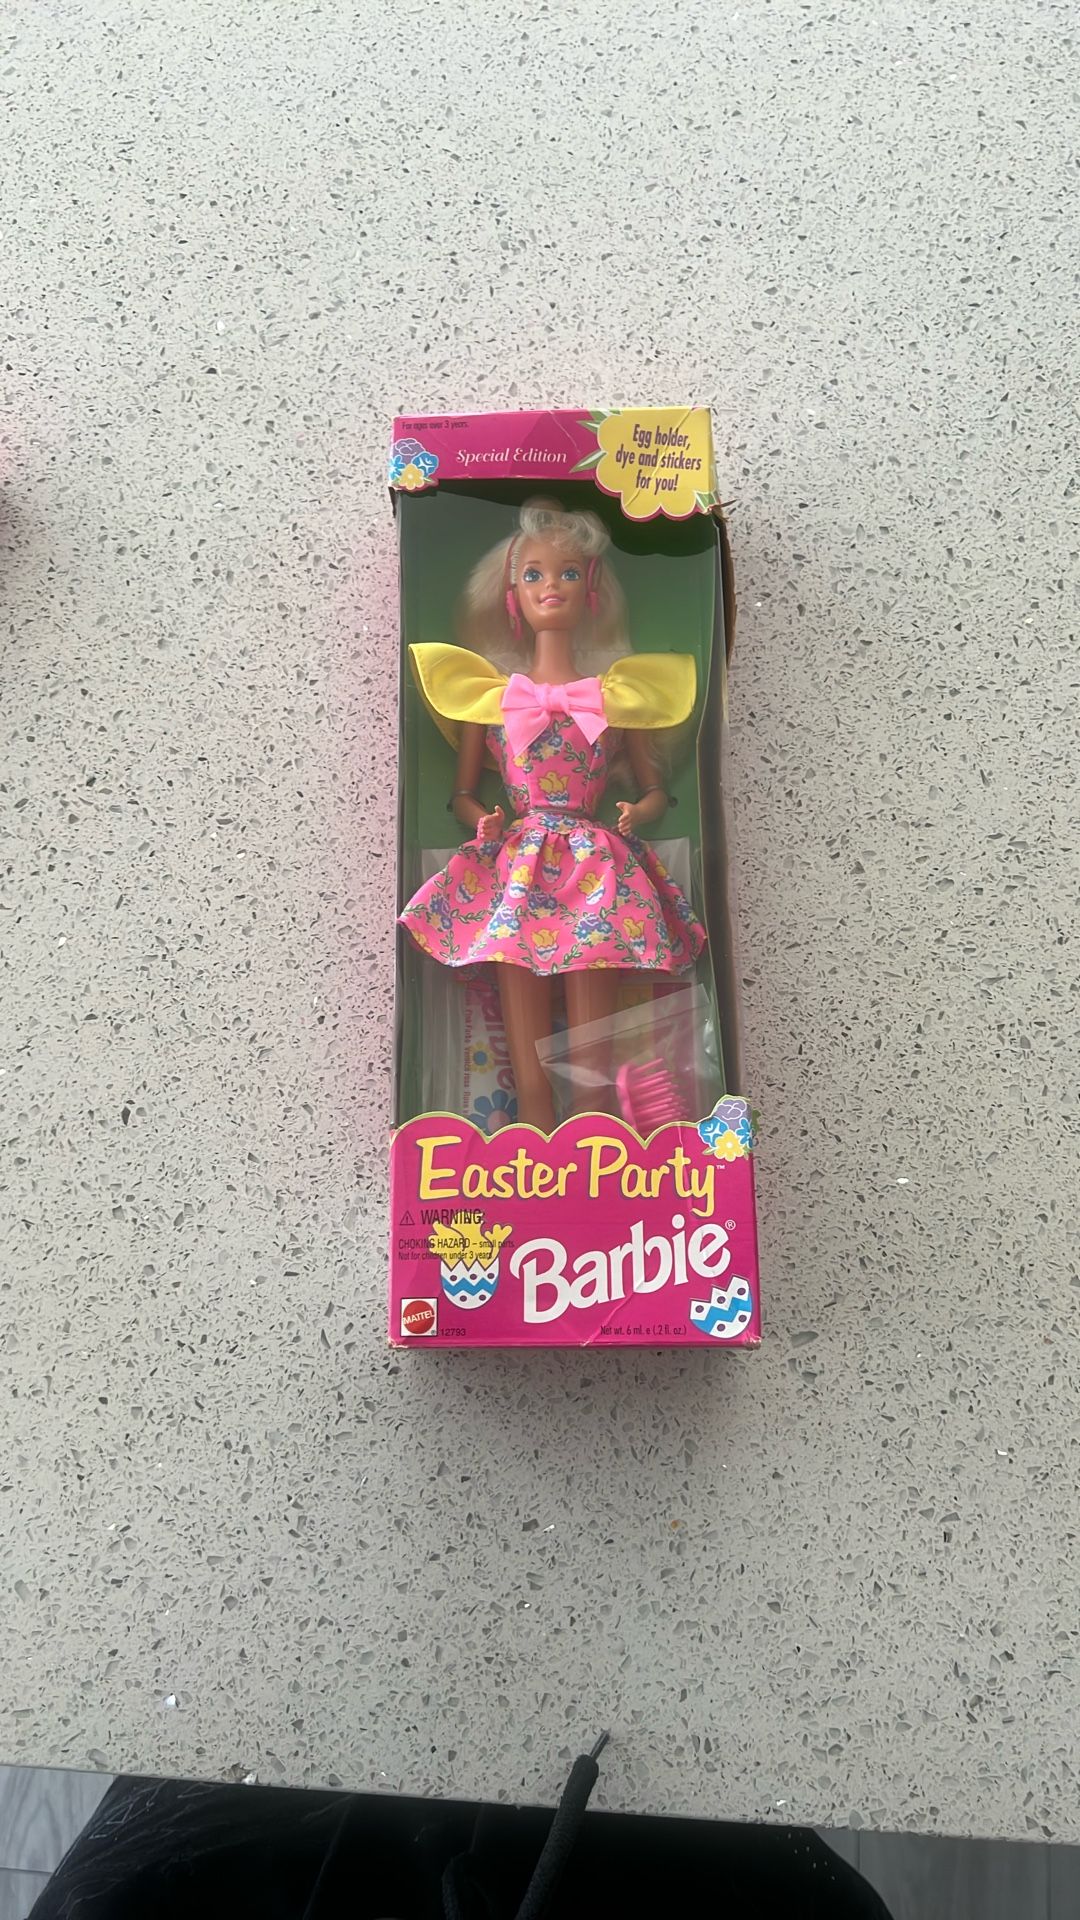 For ages over 3 years.
Special Edition
Egg holder,
dye and stickers
for you!
Easter Party™
⚠ WARNING:
CHOKING HAZARD – small parts
Not for children under 3 years.
Barbie®
MATTEL
® 12793
Net wt. 6 ml. e (.2 fl. oz.)